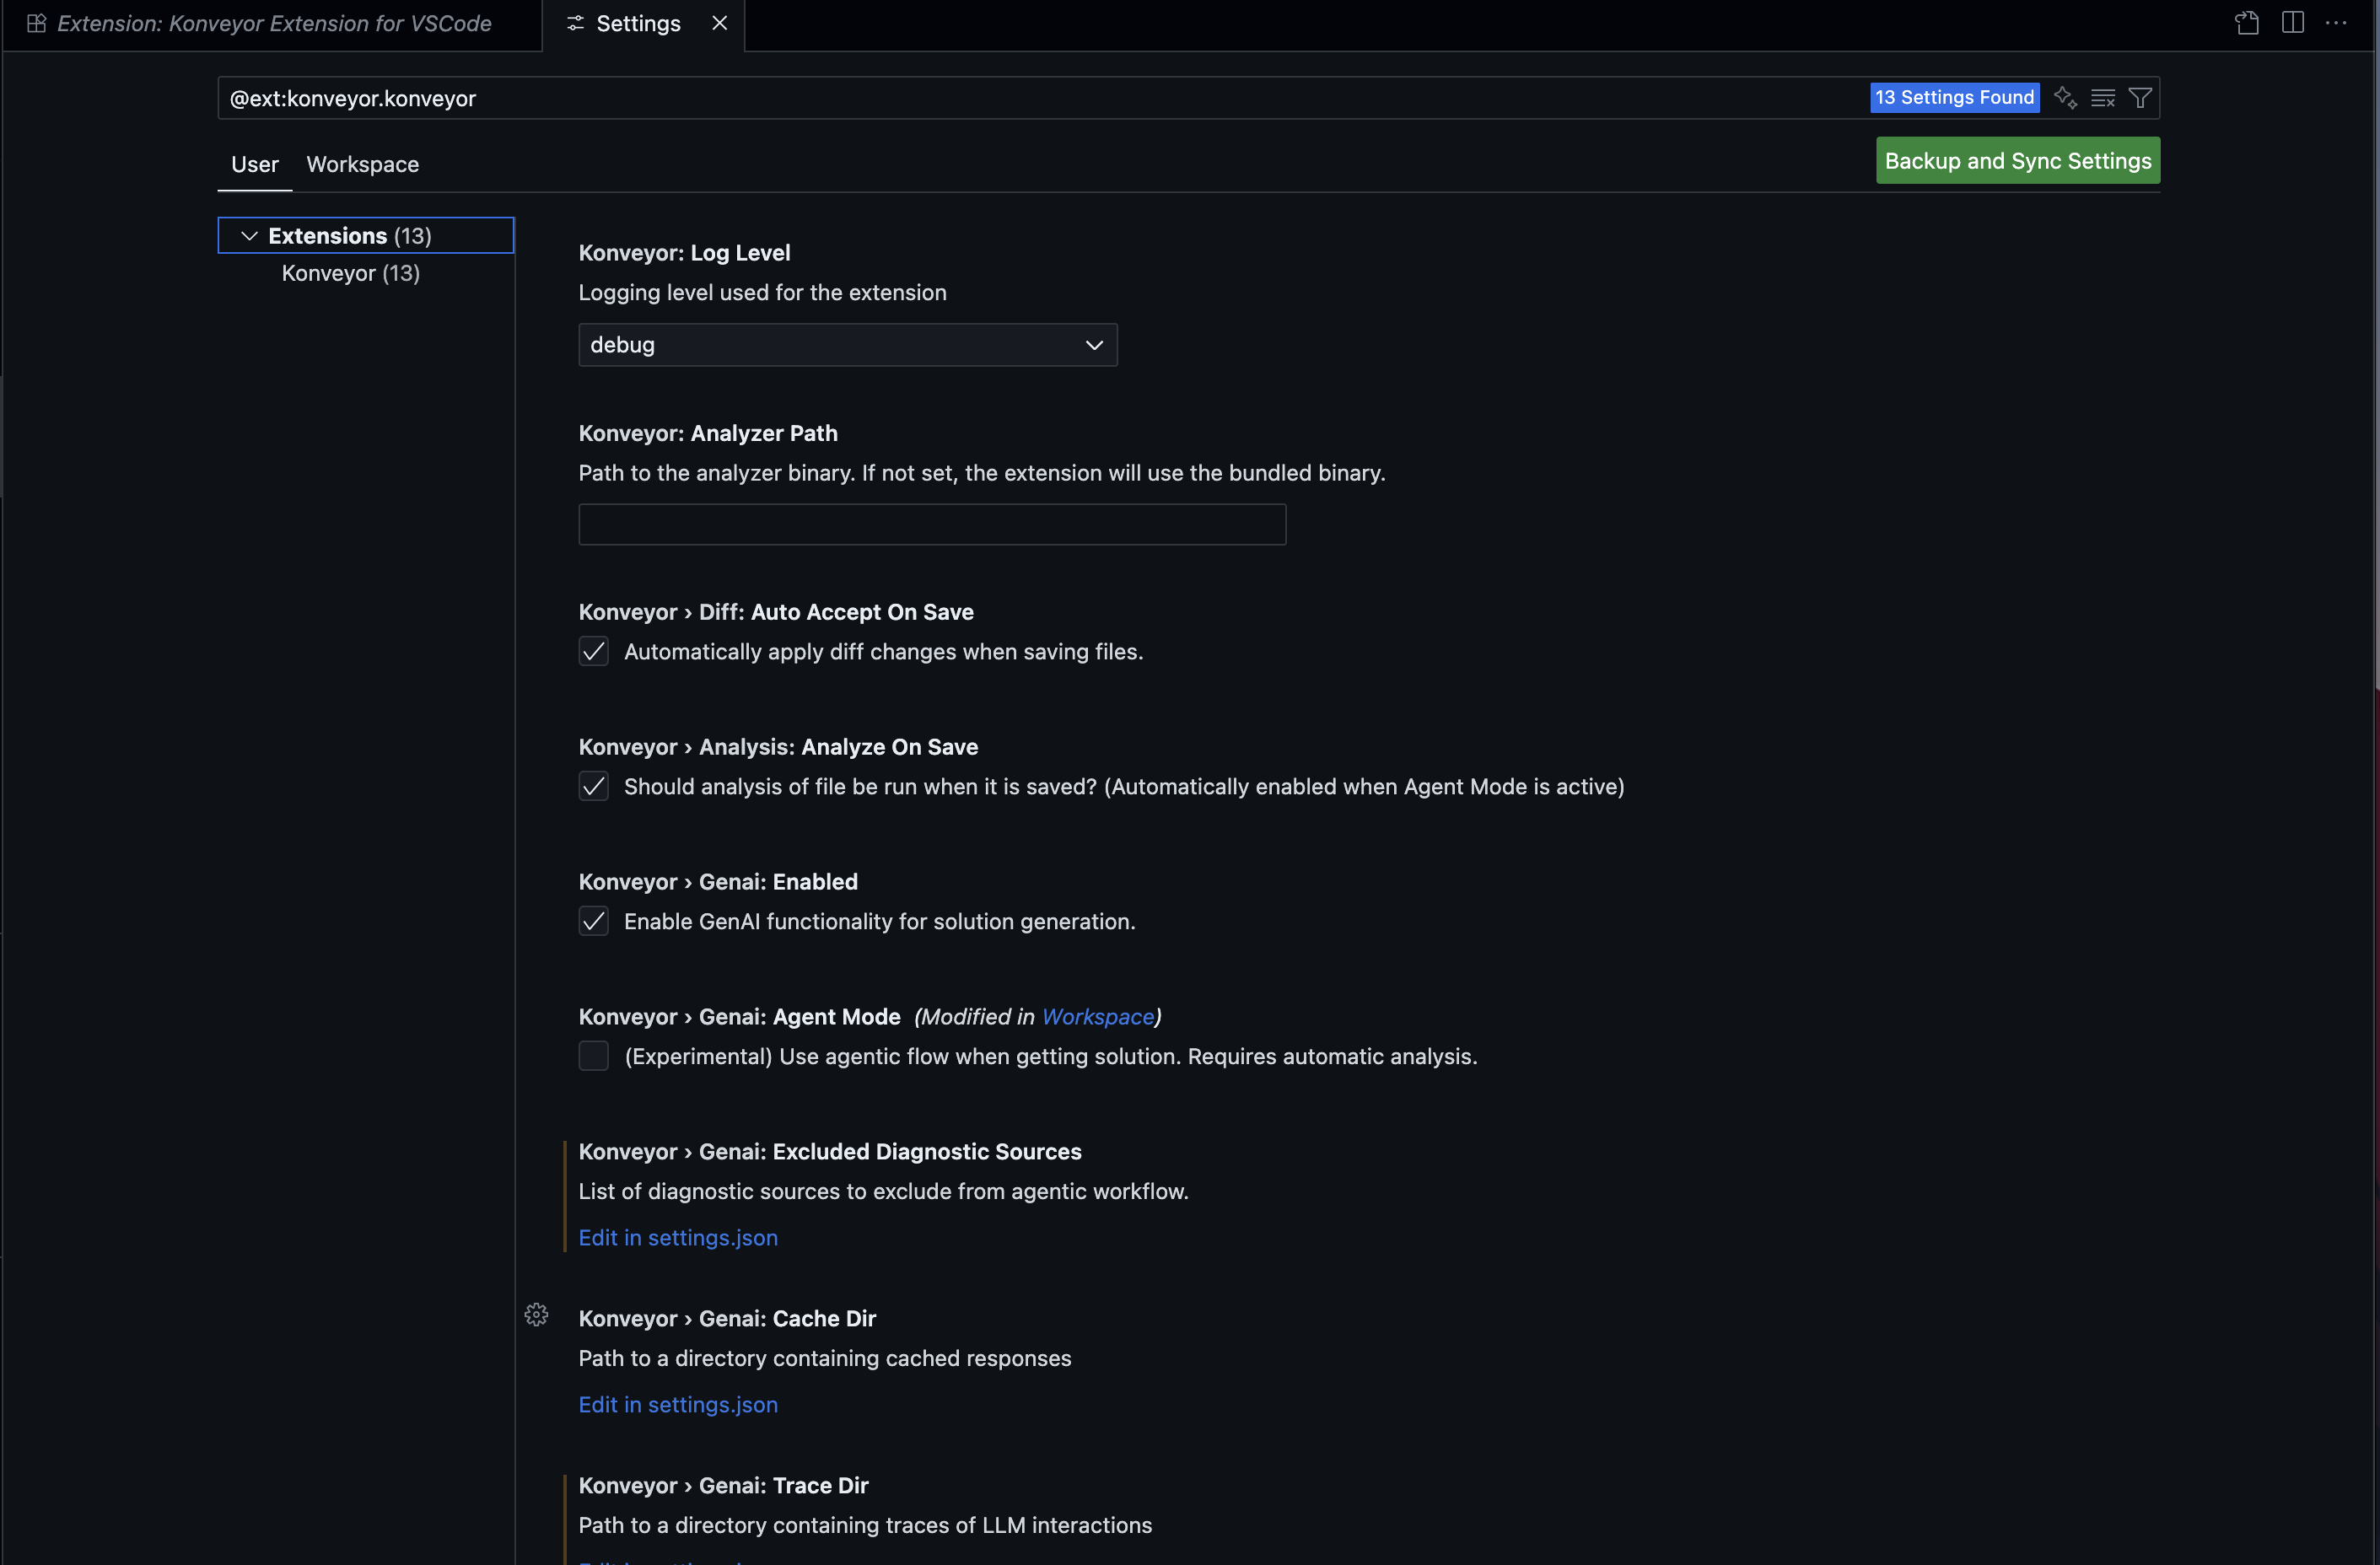 Extension: Konveyor Extension for VSCode
Settings
@ext:konveyor.konveyor
13 Settings Found
User
Workspace
Backup and Sync Settings
Extensions (13)
Konveyor (13)
Konveyor: Log Level
Logging level used for the extension
debug
Konveyor: Analyzer Path
Path to the analyzer binary. If not set, the extension will use the bundled binary.
Konveyor › Diff: Auto Accept On Save
Automatically apply diff changes when saving files.
Konveyor › Analysis: Analyze On Save
Should analysis of file be run when it is saved? (Automatically enabled when Agent Mode is active)
Konveyor › Genai: Enabled
Enable GenAI functionality for solution generation.
Konveyor › Genai: Agent Mode (Modified in Workspace)
(Experimental) Use agentic flow when getting solution. Requires automatic analysis.
Konveyor › Genai: Excluded Diagnostic Sources
List of diagnostic sources to exclude from agentic workflow.
Edit in settings.json
Konveyor › Genai: Cache Dir
Path to a directory containing cached responses
Edit in settings.json
Konveyor › Genai: Trace Dir
Path to a directory containing traces of LLM interactions